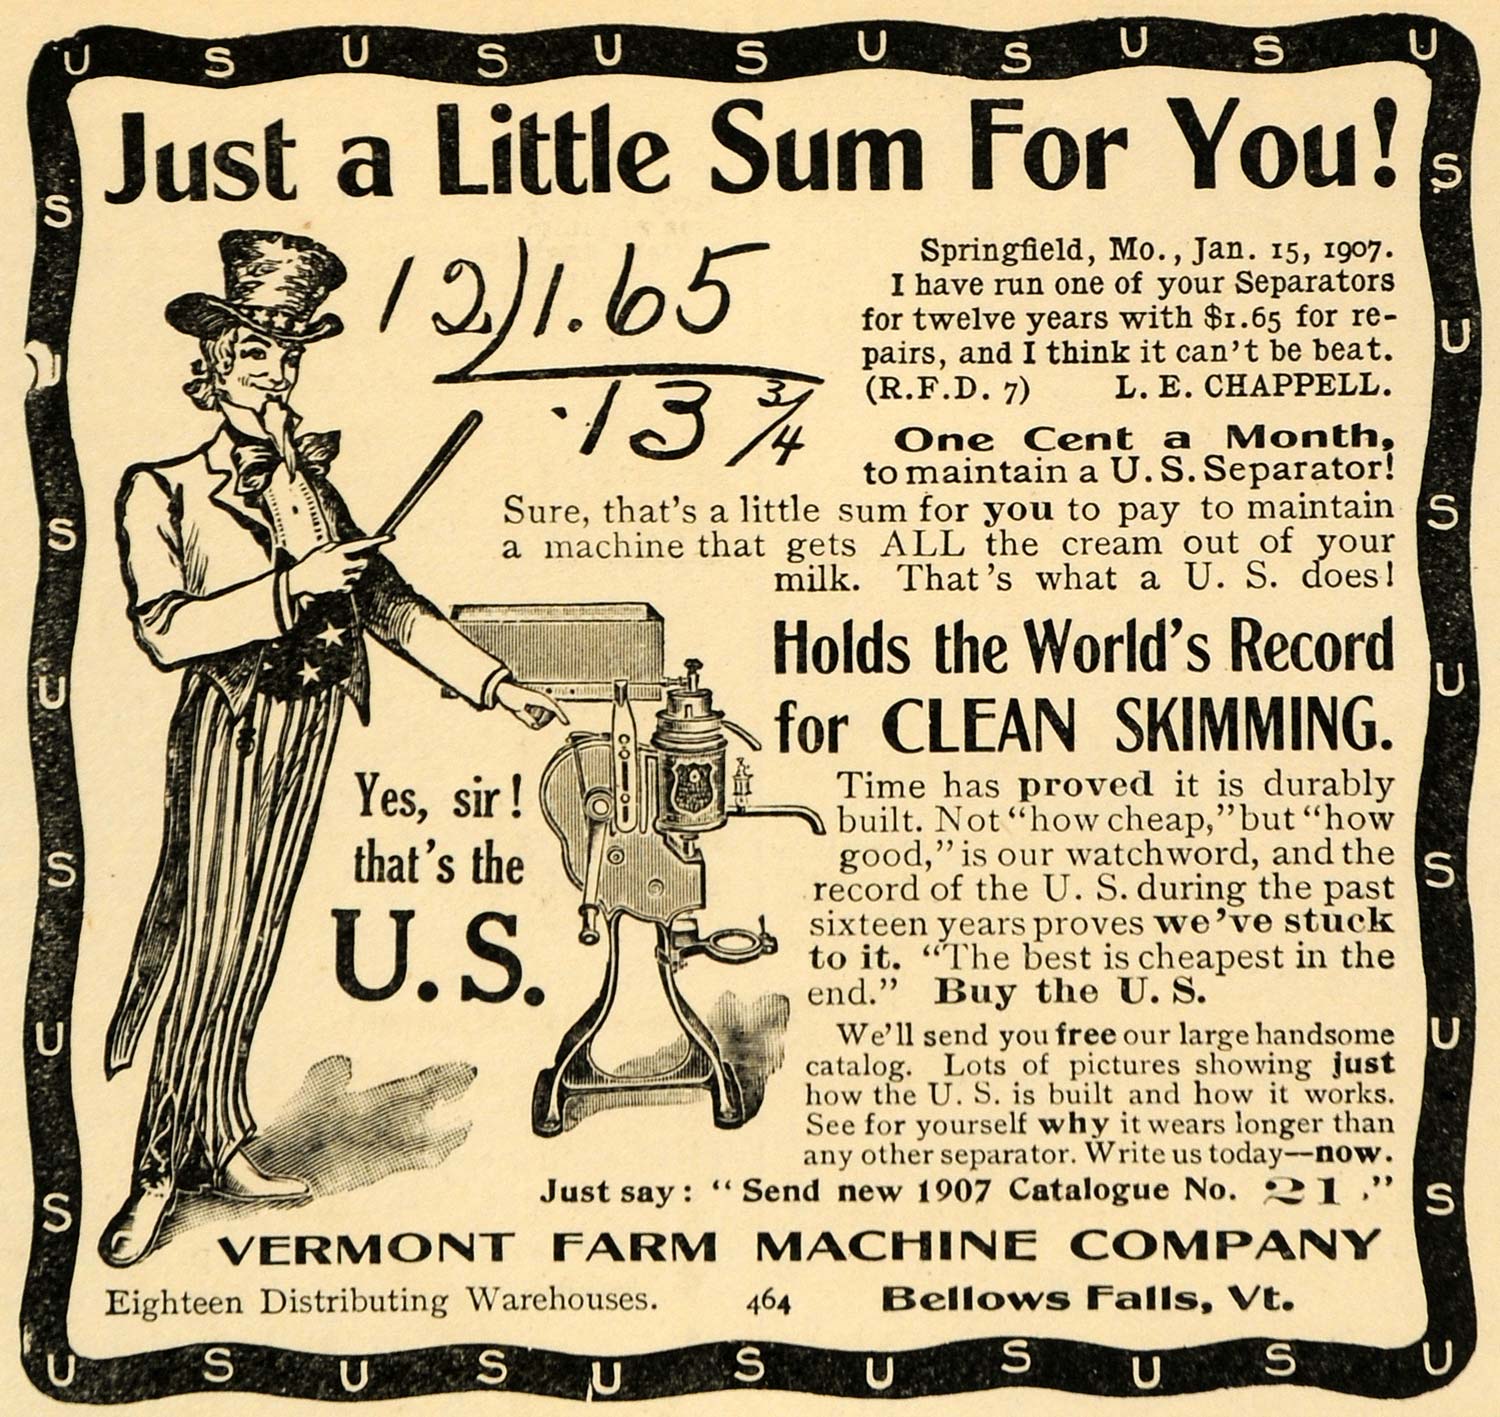 U S U S U S U S U S U
Just a Little Sum For You!
12)1.65
.13 3/4
Springfield, Mo., Jan. 15, 1907.
I have run one of your Separators
for twelve years with $1.65 for re-
pairs, and I think it can't be beat.
(R.F.D. 7) L. E. CHAPPELL.
One Cent a Month,
to maintain a U. S. Separator!
Sure, that's a little sum for you to pay to maintain
a machine that gets ALL the cream out of your
milk. That's what a U. S. does!
Holds the World's Record
for CLEAN SKIMMING.
Yes, sir!
that's the
U. S.
Time has proved it is durably
built. Not "how cheap," but "how
good," is our watchword, and the
record of the U. S. during the past
sixteen years proves we've stuck
to it. "The best is cheapest in the
end." Buy the U. S.
We'll send you free our large handsome
catalog. Lots of pictures showing just
how the U. S. is built and how it works.
See for yourself why it wears longer than
any other separator. Write us today—now.
Just say: "Send new 1907 Catalogue No. 21."
VERMONT FARM MACHINE COMPANY
Eighteen Distributing Warehouses. 464 Bellows Falls, Vt.
S
U
S
U
S
U
S
S
U
S
U
S
U
S
U S U S U S U S U S U